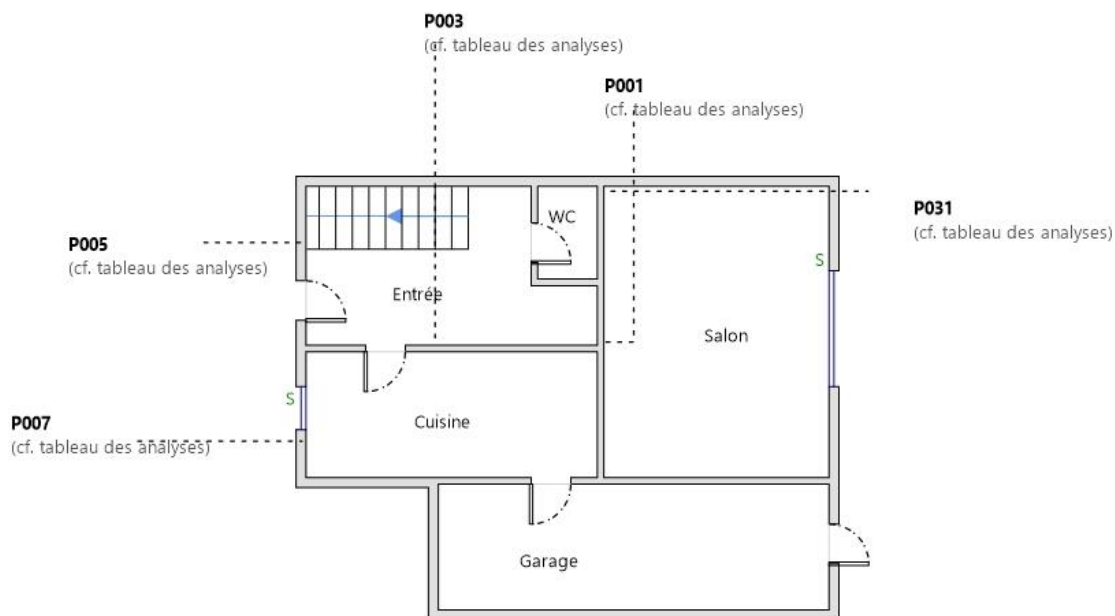 P003
(cf. tableau des analyses)
P001
(cf. tableau des analyses)
P031
(cf. tableau des analyses)
WC
P005
(cf. tableau des analyses)
S
Entrée
Salon
S
P007
(cf. tableau des analyses)
Cuisine
Garage